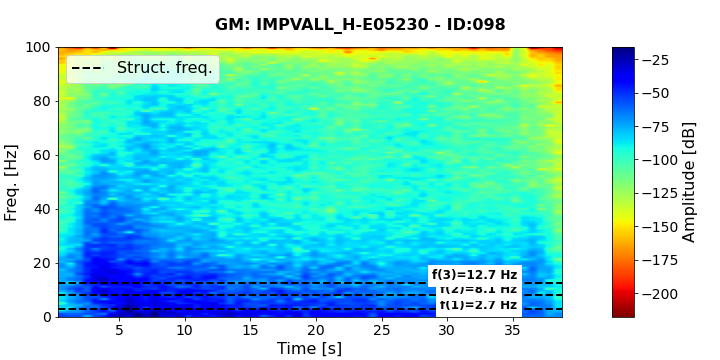 GM: IMPVALL_H-E05230 - ID:098
Struct. freq.
100
80
60
40
20
0
Freq. [Hz]
f(3)=12.7 Hz
f(2)=8.1 Hz
f(1)=2.7 Hz
5 10 15 20 25 30 35
Time [s]
−25
−50
−75
−100
−125
−150
−175
−200
Amplitude [dB]